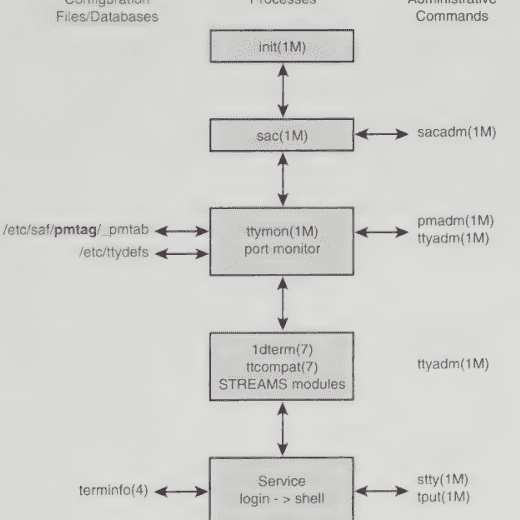 Configuration Processes Administrative
Files/Databases Commands
init(1M)
sac(1M) sacadm(1M)
/etc/saf/pmtag/_pmtab ttymon(1M) pmadm(1M)
/etc/ttydefs port monitor ttyadm(1M)
1dterm(7)
ttcompat(7) ttyadm(1M)
STREAMS modules
terminfo(4) Service stty(1M)
login - > shell tput(1M)